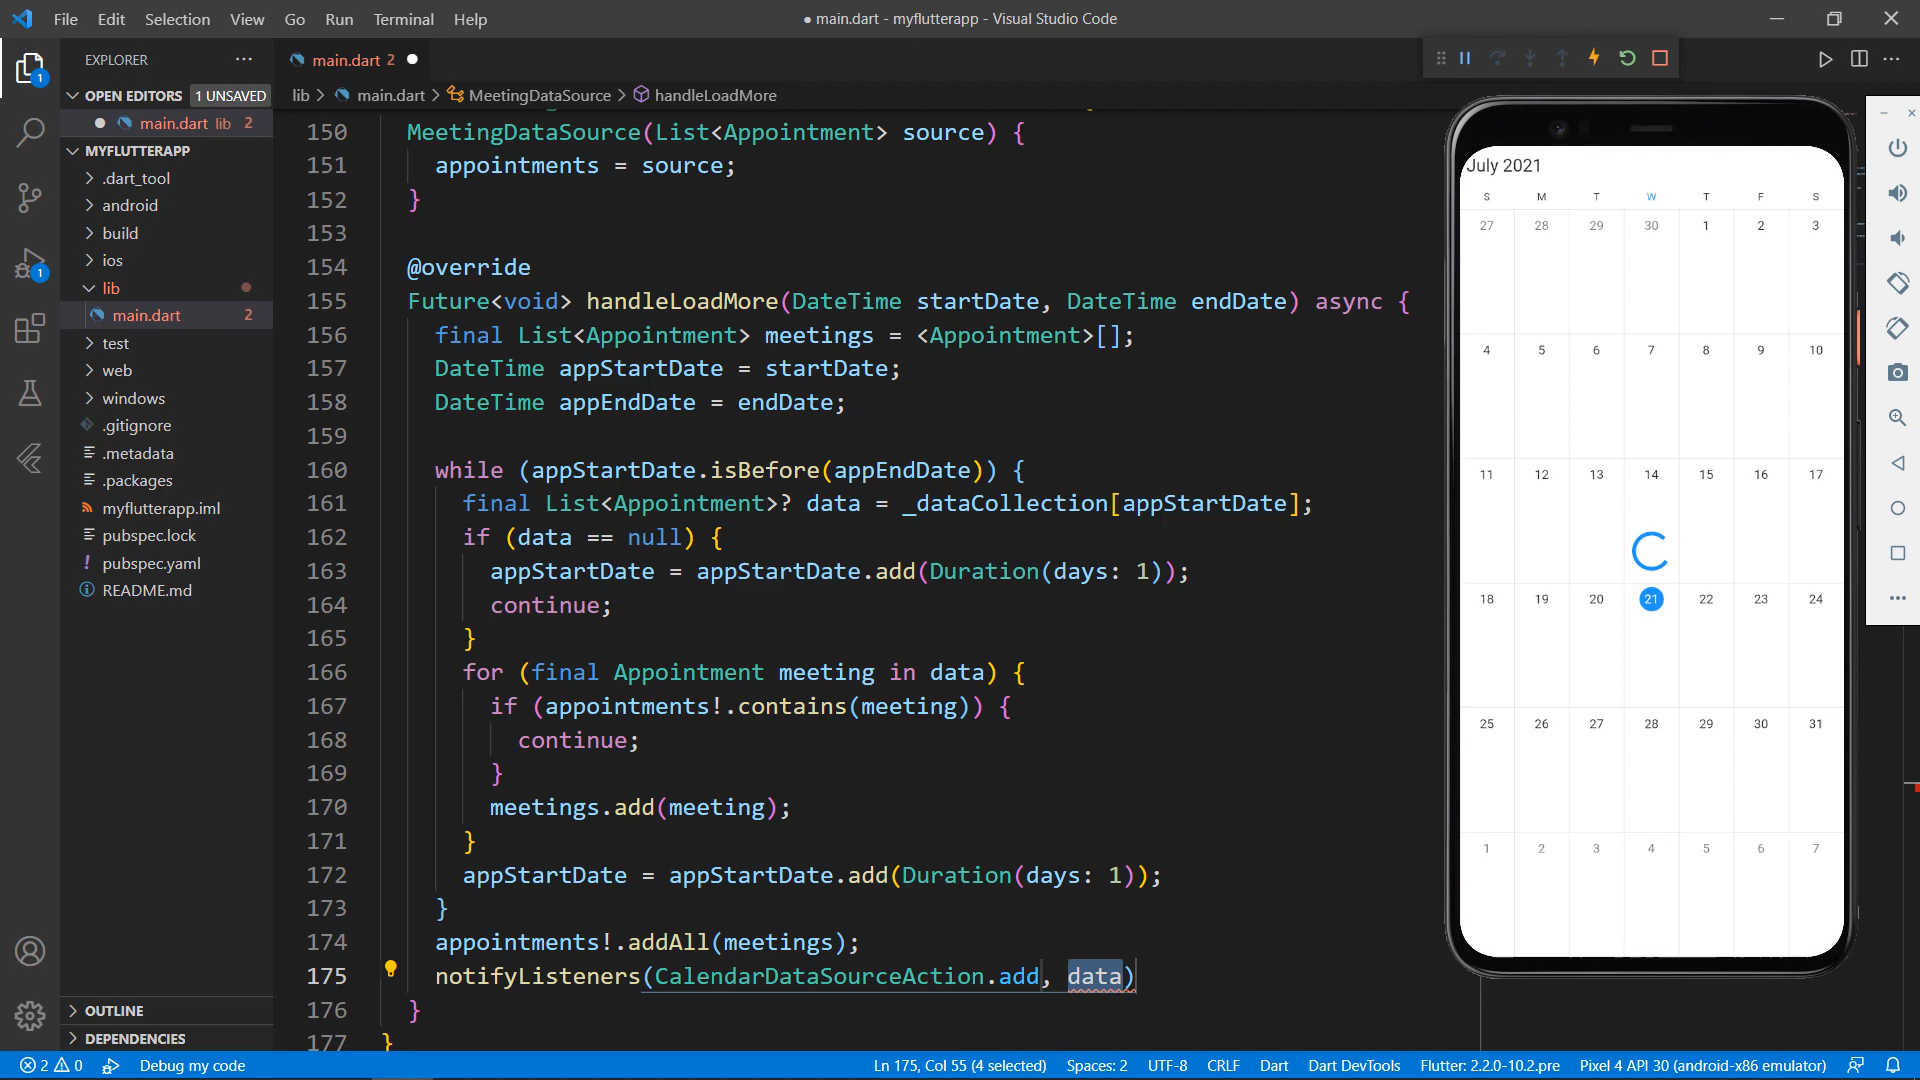 File Edit Selection View Go Run Terminal Help
● main.dart - myflutterapp - Visual Studio Code
EXPLORER
OPEN EDITORS 1 UNSAVED
main.dart lib 2
MYFLUTTERAPP
.dart_tool
android
build
ios
lib
main.dart 2
test
web
windows
.gitignore
.metadata
.packages
myflutterapp.iml
pubspec.lock
pubspec.yaml
README.md
OUTLINE
DEPENDENCIES
1
1
main.dart 2
lib > main.dart > MeetingDataSource > handleLoadMore
150 MeetingDataSource(List<Appointment> source) {
151 appointments = source;
152 }
153
154 @override
155 Future<void> handleLoadMore(DateTime startDate, DateTime endDate) async {
156 final List<Appointment> meetings = <Appointment>[];
157 DateTime appStartDate = startDate;
158 DateTime appEndDate = endDate;
159
160 while (appStartDate.isBefore(appEndDate)) {
161 final List<Appointment>? data = _dataCollection[appStartDate];
162 if (data == null) {
163 appStartDate = appStartDate.add(Duration(days: 1));
164 continue;
165 }
166 for (final Appointment meeting in data) {
167 if (appointments!.contains(meeting)) {
168 continue;
169 }
170 meetings.add(meeting);
171 }
172 appStartDate = appStartDate.add(Duration(days: 1));
173 }
174 appointments!.addAll(meetings);
175 notifyListeners(CalendarDataSourceAction.add, data)
176 }
177 }
July 2021
S M T W T F S
27 28 29 30 1 2 3
4 5 6 7 8 9 10
11 12 13 14 15 16 17
18 19 20 21 22 23 24
25 26 27 28 29 30 31
1 2 3 4 5 6 7
2 0 Debug my code
Ln 175, Col 55 (4 selected) Spaces: 2 UTF-8 CRLF Dart Dart DevTools Flutter: 2.2.0-10.2.pre Pixel 4 API 30 (android-x86 emulator)